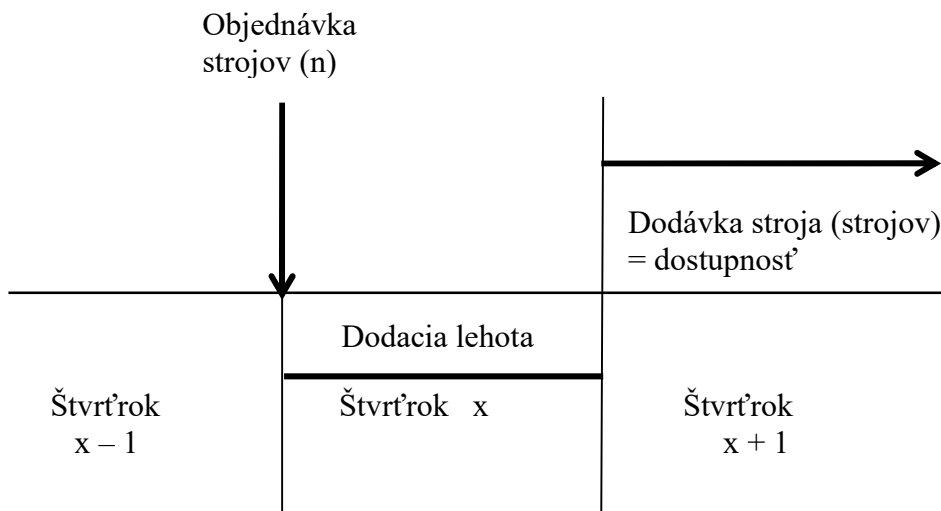 Objednávka
strojov (n)
Dodávka stroja (strojov)
= dostupnosť
Dodacia lehota
Štvrťrok
x – 1
Štvrťrok x
Štvrťrok
x + 1